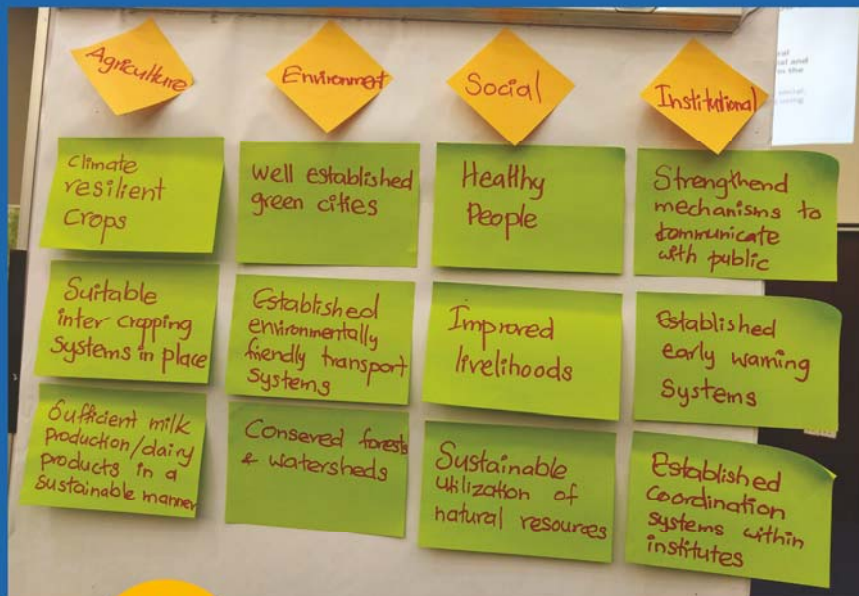 Agriculture
Climate
resilient
Crops
Suitable
inter cropping
Systems in place
Sufficient milk
production/dairy
products in a
sustainable manner
Environment
Well established
green cities
Established
environmentally
friendly transport
Systems
Conserved forests
& watersheds
Social
Healthy
People
Improved
livelihoods
Sustainable
utilization of
natural resources
Institutional
Strengthend
mechanisms to
communicate
with public
Established
early warning
Systems
Established
coordination
systems within
institutes